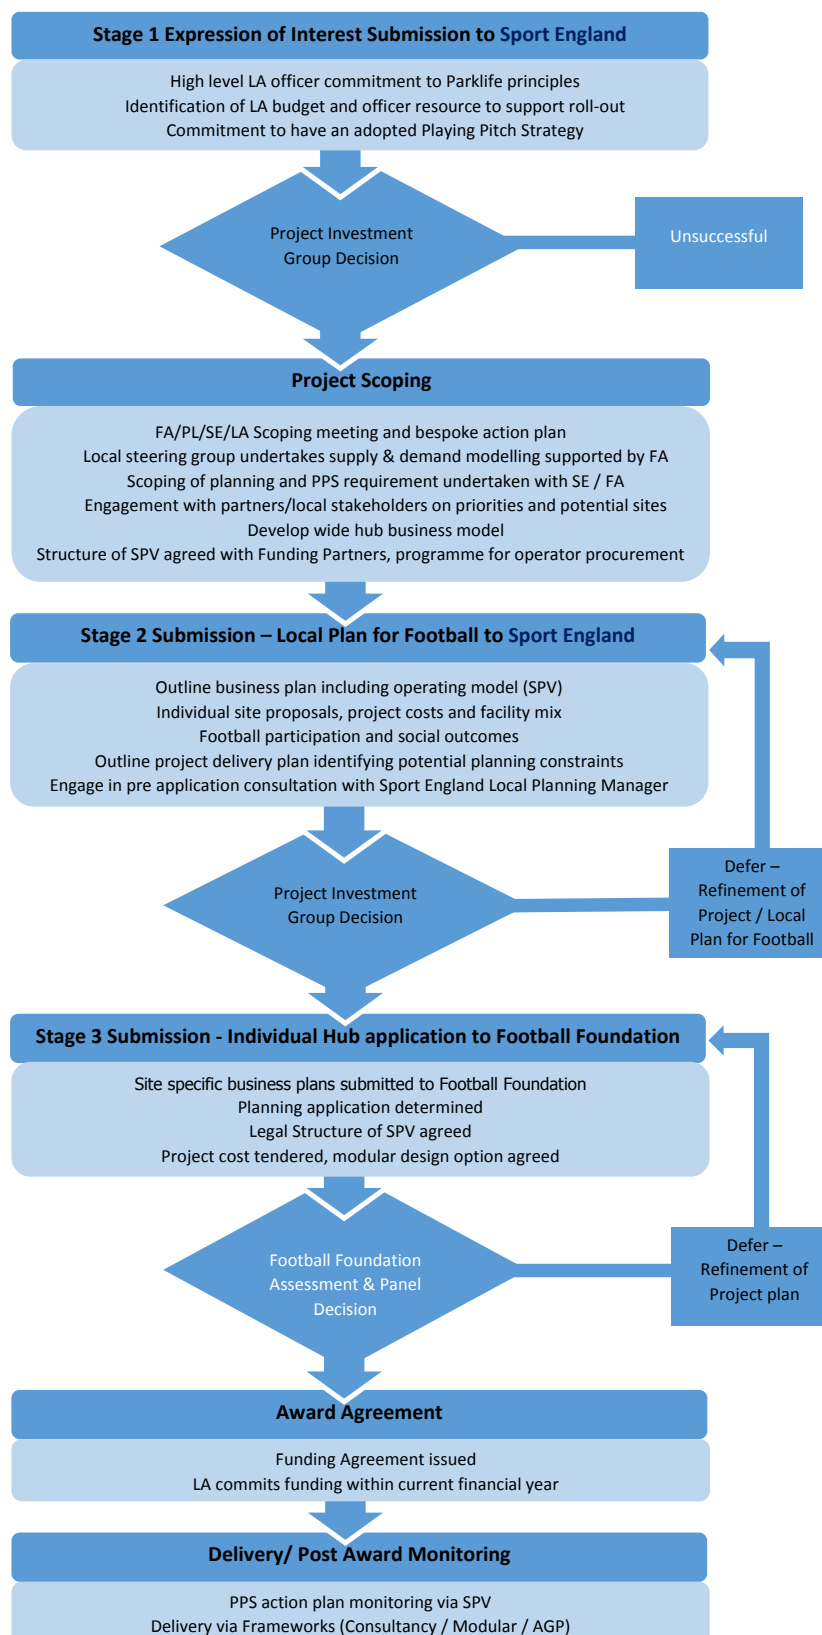 Stage 1 Expression of Interest Submission to Sport England
High level LA officer commitment to Parklife principles
Identification of LA budget and officer resource to support roll-out
Commitment to have an adopted Playing Pitch Strategy
Project Investment
Group Decision
Unsuccessful
Project Scoping
FA/PL/SE/LA Scoping meeting and bespoke action plan
Local steering group undertakes supply & demand modelling supported by FA
Scoping of planning and PPS requirement undertaken with SE / FA
Engagement with partners/local stakeholders on priorities and potential sites
Develop wide hub business model
Structure of SPV agreed with Funding Partners, programme for operator procurement
Stage 2 Submission – Local Plan for Football to Sport England
Outline business plan including operating model (SPV)
Individual site proposals, project costs and facility mix
Football participation and social outcomes
Outline project delivery plan identifying potential planning constraints
Engage in pre application consultation with Sport England Local Planning Manager
Project Investment
Group Decision
Defer –
Refinement of
Project / Local
Plan for Football
Stage 3 Submission - Individual Hub application to Football Foundation
Site specific business plans submitted to Football Foundation
Planning application determined
Legal Structure of SPV agreed
Project cost tendered, modular design option agreed
Football Foundation
Assessment & Panel
Decision
Defer –
Refinement of
Project plan
Award Agreement
Funding Agreement issued
LA commits funding within current financial year
Delivery/ Post Award Monitoring
PPS action plan monitoring via SPV
Delivery via Frameworks (Consultancy / Modular / AGP)